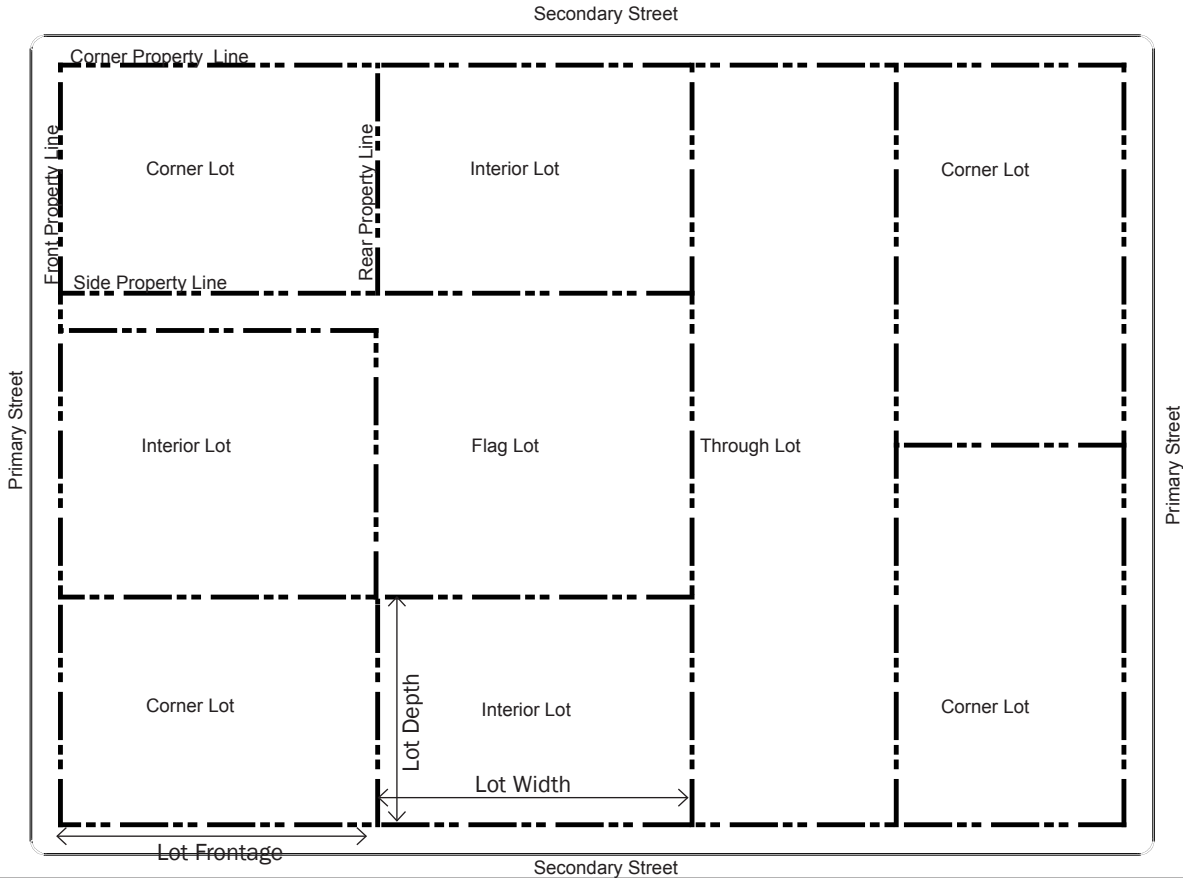 Secondary Street
Corner Property Line
Front Property Line
Corner Lot
Rear Property Line
Interior Lot
Corner Lot
Side Property Line
Primary Street
Interior Lot
Flag Lot
Through Lot
Primary Street
Corner Lot
Lot Depth
Interior Lot
Corner Lot
Lot Width
Lot Frontage
Secondary Street